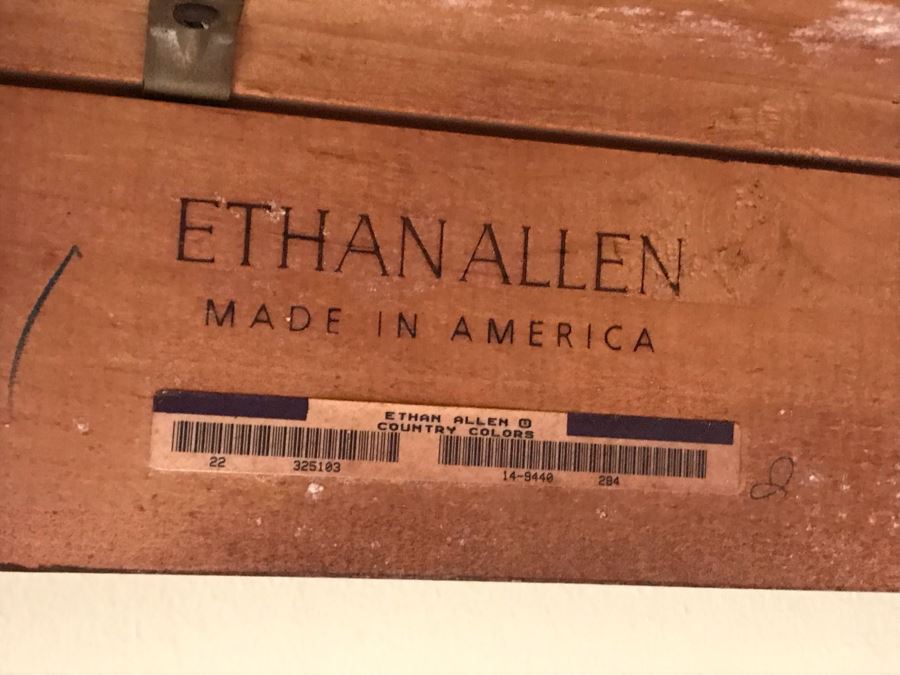 ETHAN ALLEN
MADE IN AMERICA
ETHAN ALLEN ®
COUNTRY COLORS
22 325103 14-9440 284